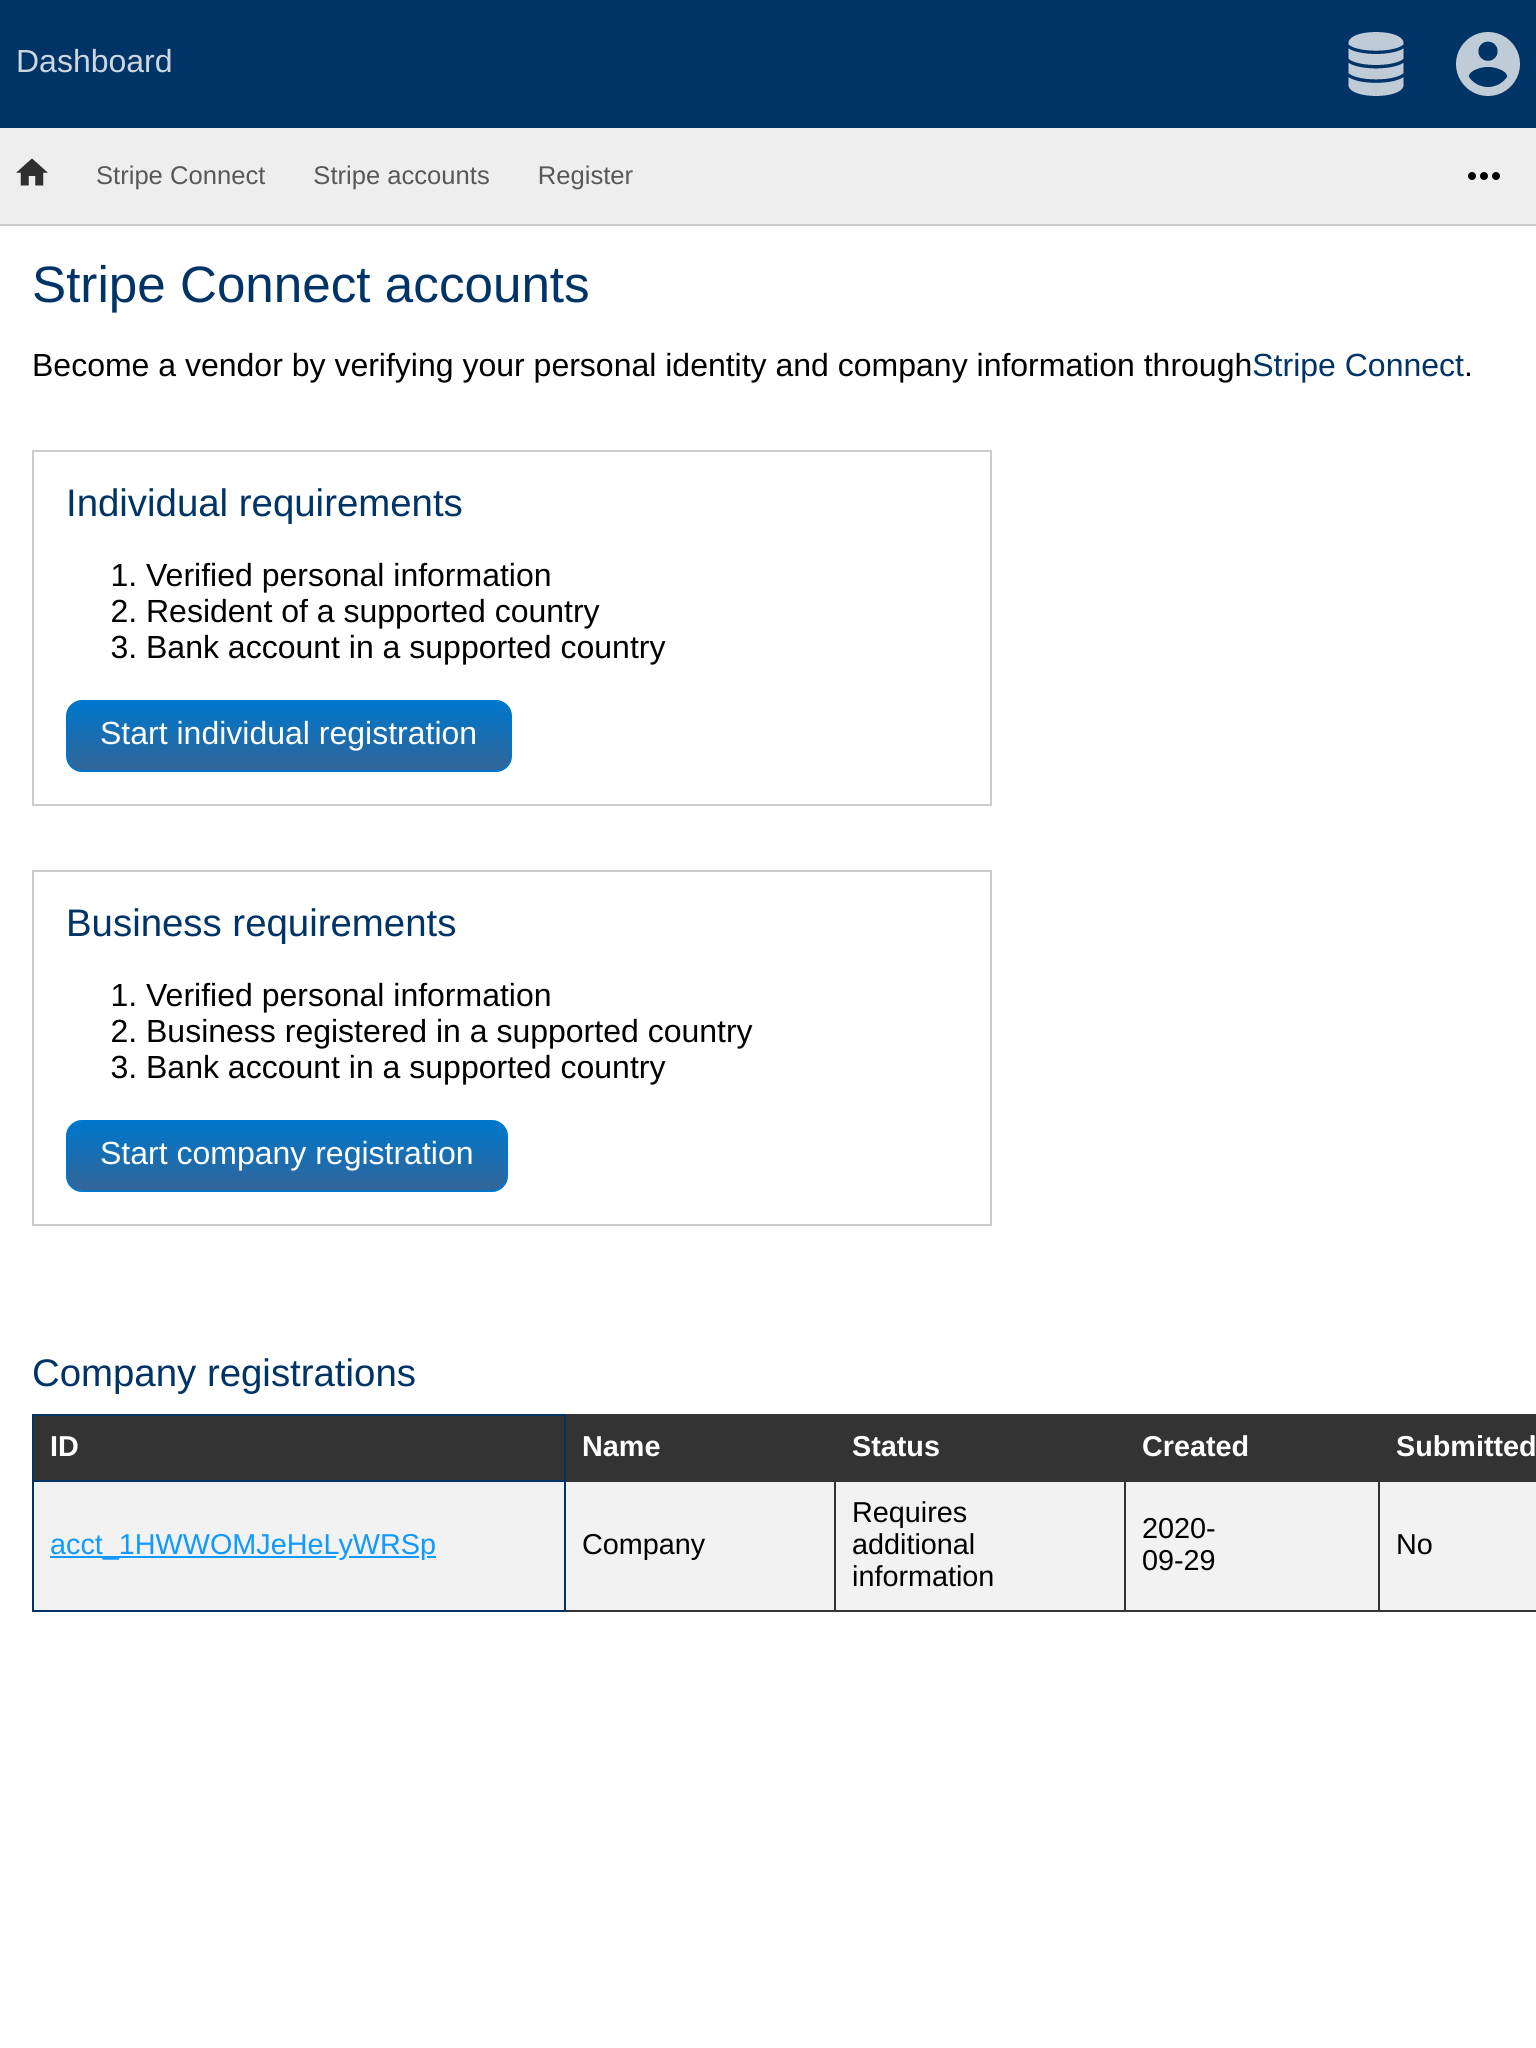 Dashboard
Stripe Connect Stripe accounts Register
Stripe Connect accounts
Become a vendor by verifying your personal identity and company information throughStripe Connect.
Individual requirements
1. Verified personal information
2. Resident of a supported country
3. Bank account in a supported country
Start individual registration
Business requirements
1. Verified personal information
2. Business registered in a supported country
3. Bank account in a supported country
Start company registration
Company registrations
ID Name Status Created Submitted
acct_1HWWOMJeHeLyWRSp Company Requires additional information 2020-09-29 No